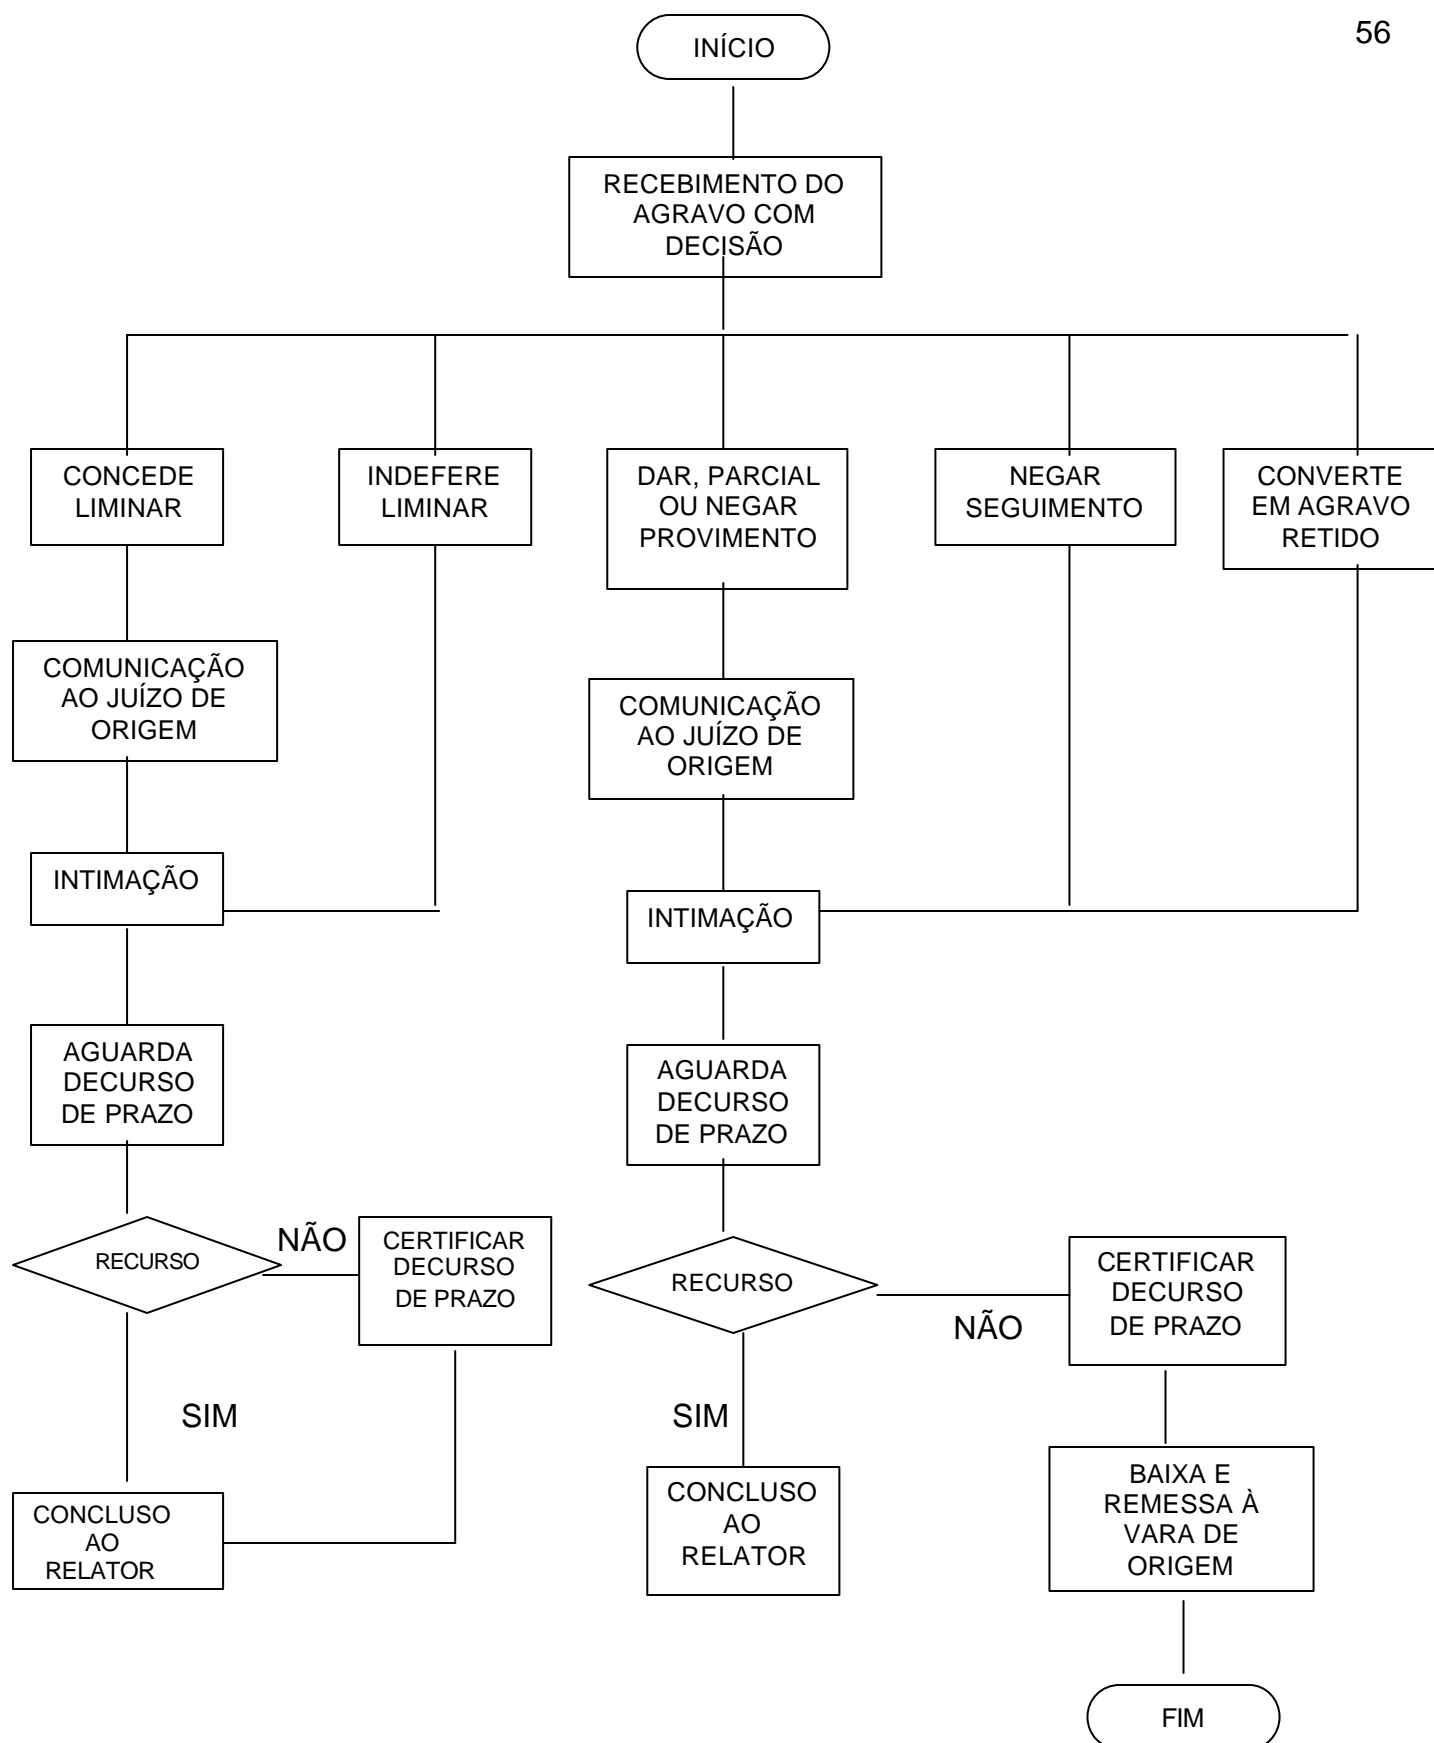 56
INÍCIO
RECEBIMENTO DO
AGRAVO COM
DECISÃO
CONCEDE
LIMINAR
INDEFERE
LIMINAR
DAR, PARCIAL
OU NEGAR
PROVIMENTO
NEGAR
SEGUIMENTO
CONVERTE
EM AGRAVO
RETIDO
COMUNICAÇÃO
AO JUÍZO DE
ORIGEM
COMUNICAÇÃO
AO JUÍZO DE
ORIGEM
INTIMAÇÃO
INTIMAÇÃO
AGUARDA
DECURSO
DE PRAZO
AGUARDA
DECURSO
DE PRAZO
RECURSO
NÃO
CERTIFICAR
DECURSO
DE PRAZO
RECURSO
NÃO
CERTIFICAR
DECURSO
DE PRAZO
SIM
SIM
CONCLUSO
AO
RELATOR
CONCLUSO
AO
RELATOR
BAIXA E
REMESSA À
VARA DE
ORIGEM
FIM